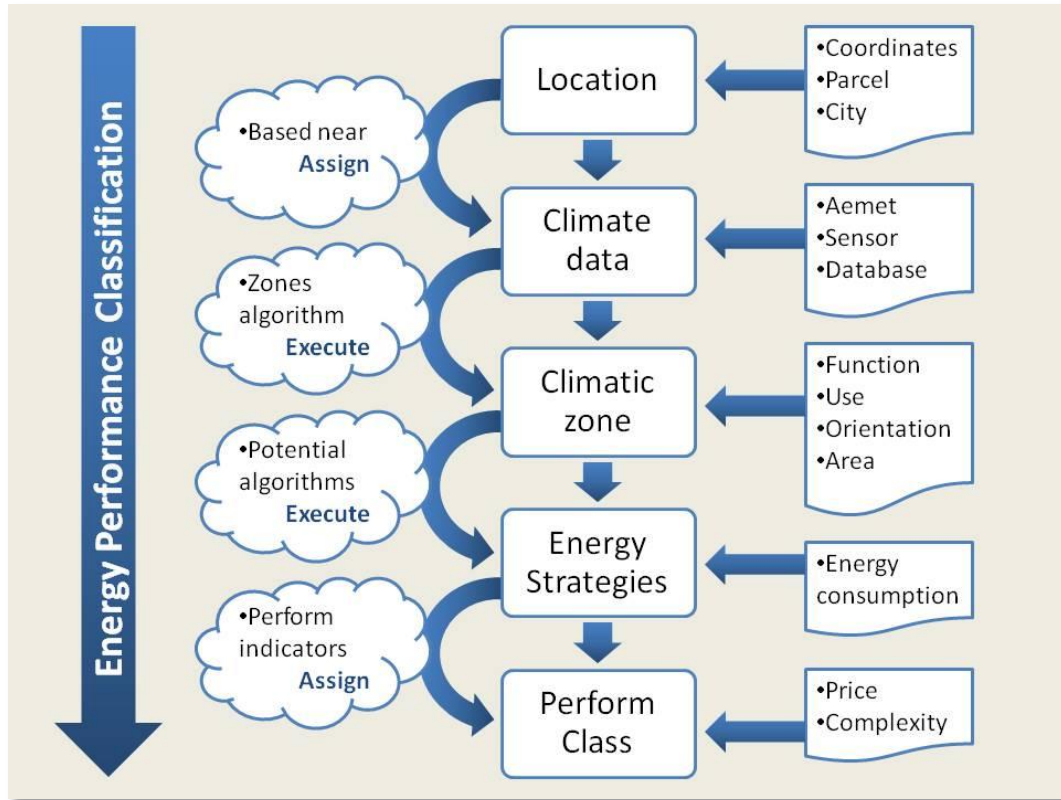 Energy Performance Classification
Location
•Coordinates
•Parcel
•City
•Based near
Assign
Climate
data
•Aemet
•Sensor
•Database
•Zones
algorithm
Execute
Climatic
zone
•Function
•Use
•Orientation
•Area
•Potential
algorithms
Execute
Energy
Strategies
•Energy
consumption
•Perform
indicators
Assign
Perform
Class
•Price
•Complexity